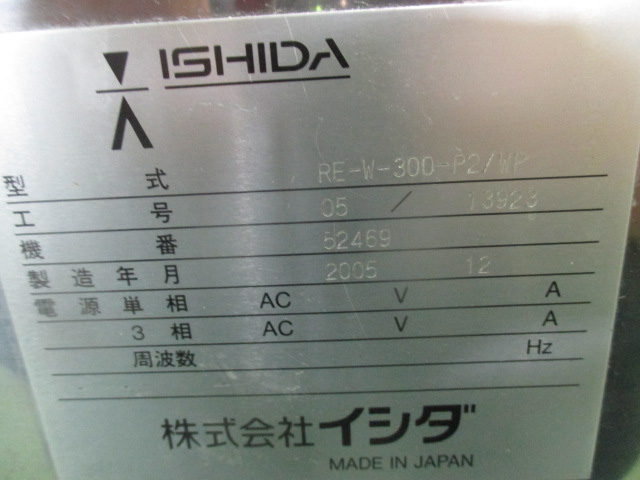 ISHIDA
型式 RE-W-300-P2/WP
工号 05 / 13923
機番 52469
製造年月 2005 12
電源単相 AC V A
3相 AC V A
周波数 Hz
株式会社イシダ
MADE IN JAPAN